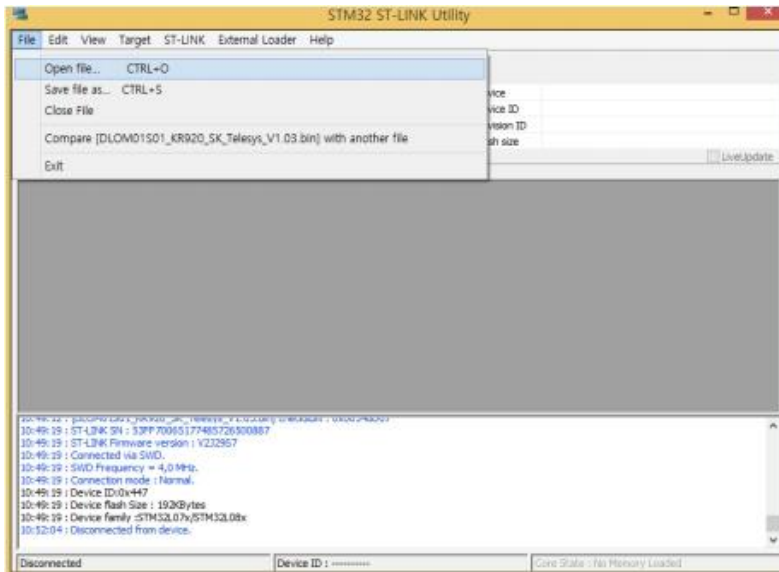 STM32 ST-LINK Utility
File Edit View Target ST-LINK External Loader Help
Open file... CTRL+O
Save file as... CTRL+S
Close File
Compare [DLOM01S01_KR920_SK_Telesys_V1.03.bin] with another file
Exit
vice
vice ID
vision ID
sh size
LiveUpdate
10:49:19 : ST-LINK SN :
10:49:19 : ST-LINK Firmware version : V2J29S7
10:49:19 : Connected via SWD.
10:49:19 : SWD Frequency = 4,0 MHz.
10:49:19 : Connection mode : Normal.
10:49:19 : Device ID:0x447
10:49:19 : Device flash Size : 192KBytes
10:49:19 : Device family :STM32L07x/STM32L08x
10:52:04 : Disconnected from device.
Disconnected
Device ID : ----------
Core State : No Memory Loaded